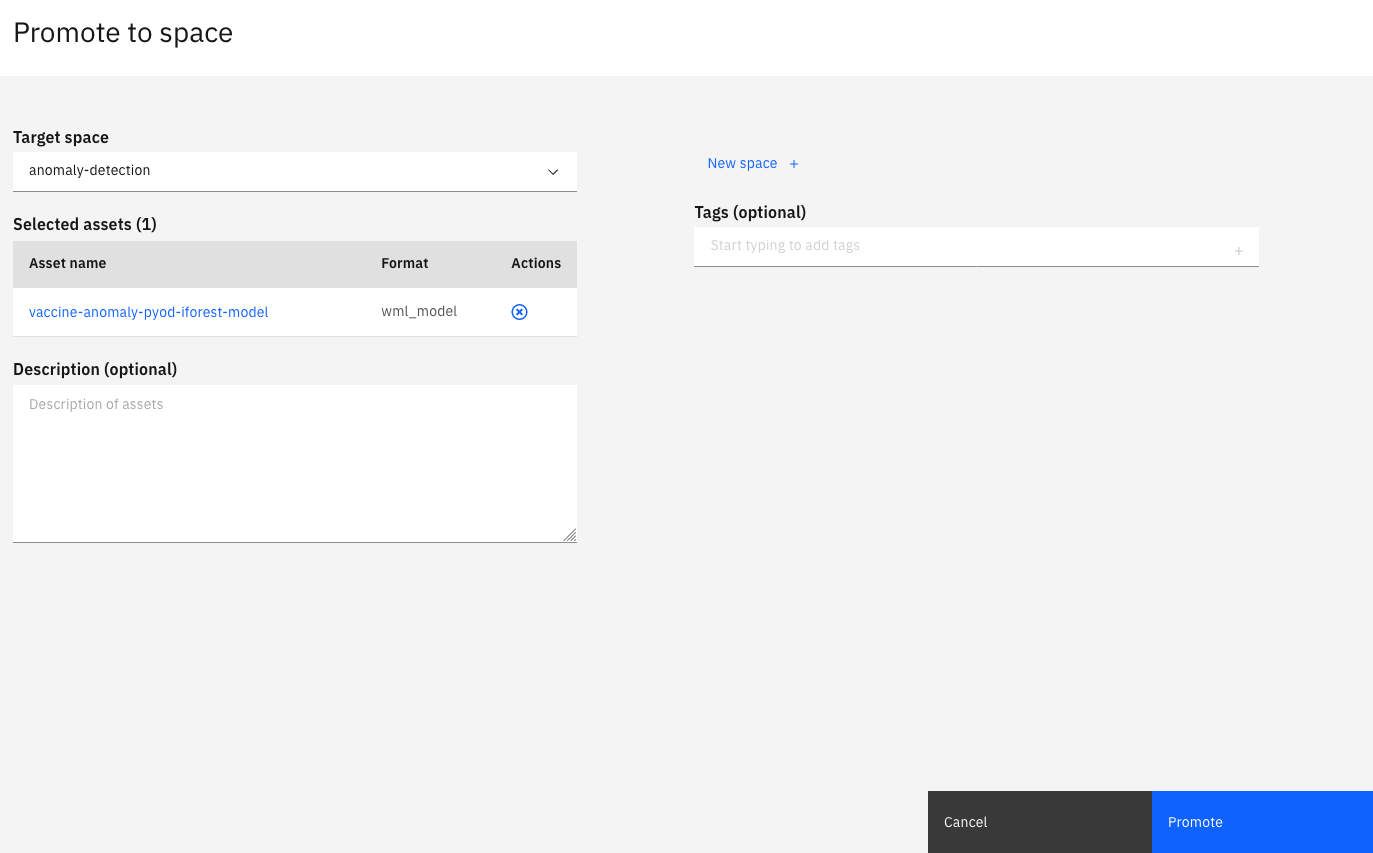 Promote to space
Target space
anomaly-detection
New space +
Selected assets (1)
Asset name Format Actions
vaccine-anomaly-pyod-iforest-model wml_model
Tags (optional)
Start typing to add tags +
Description (optional)
Description of assets
Cancel
Promote